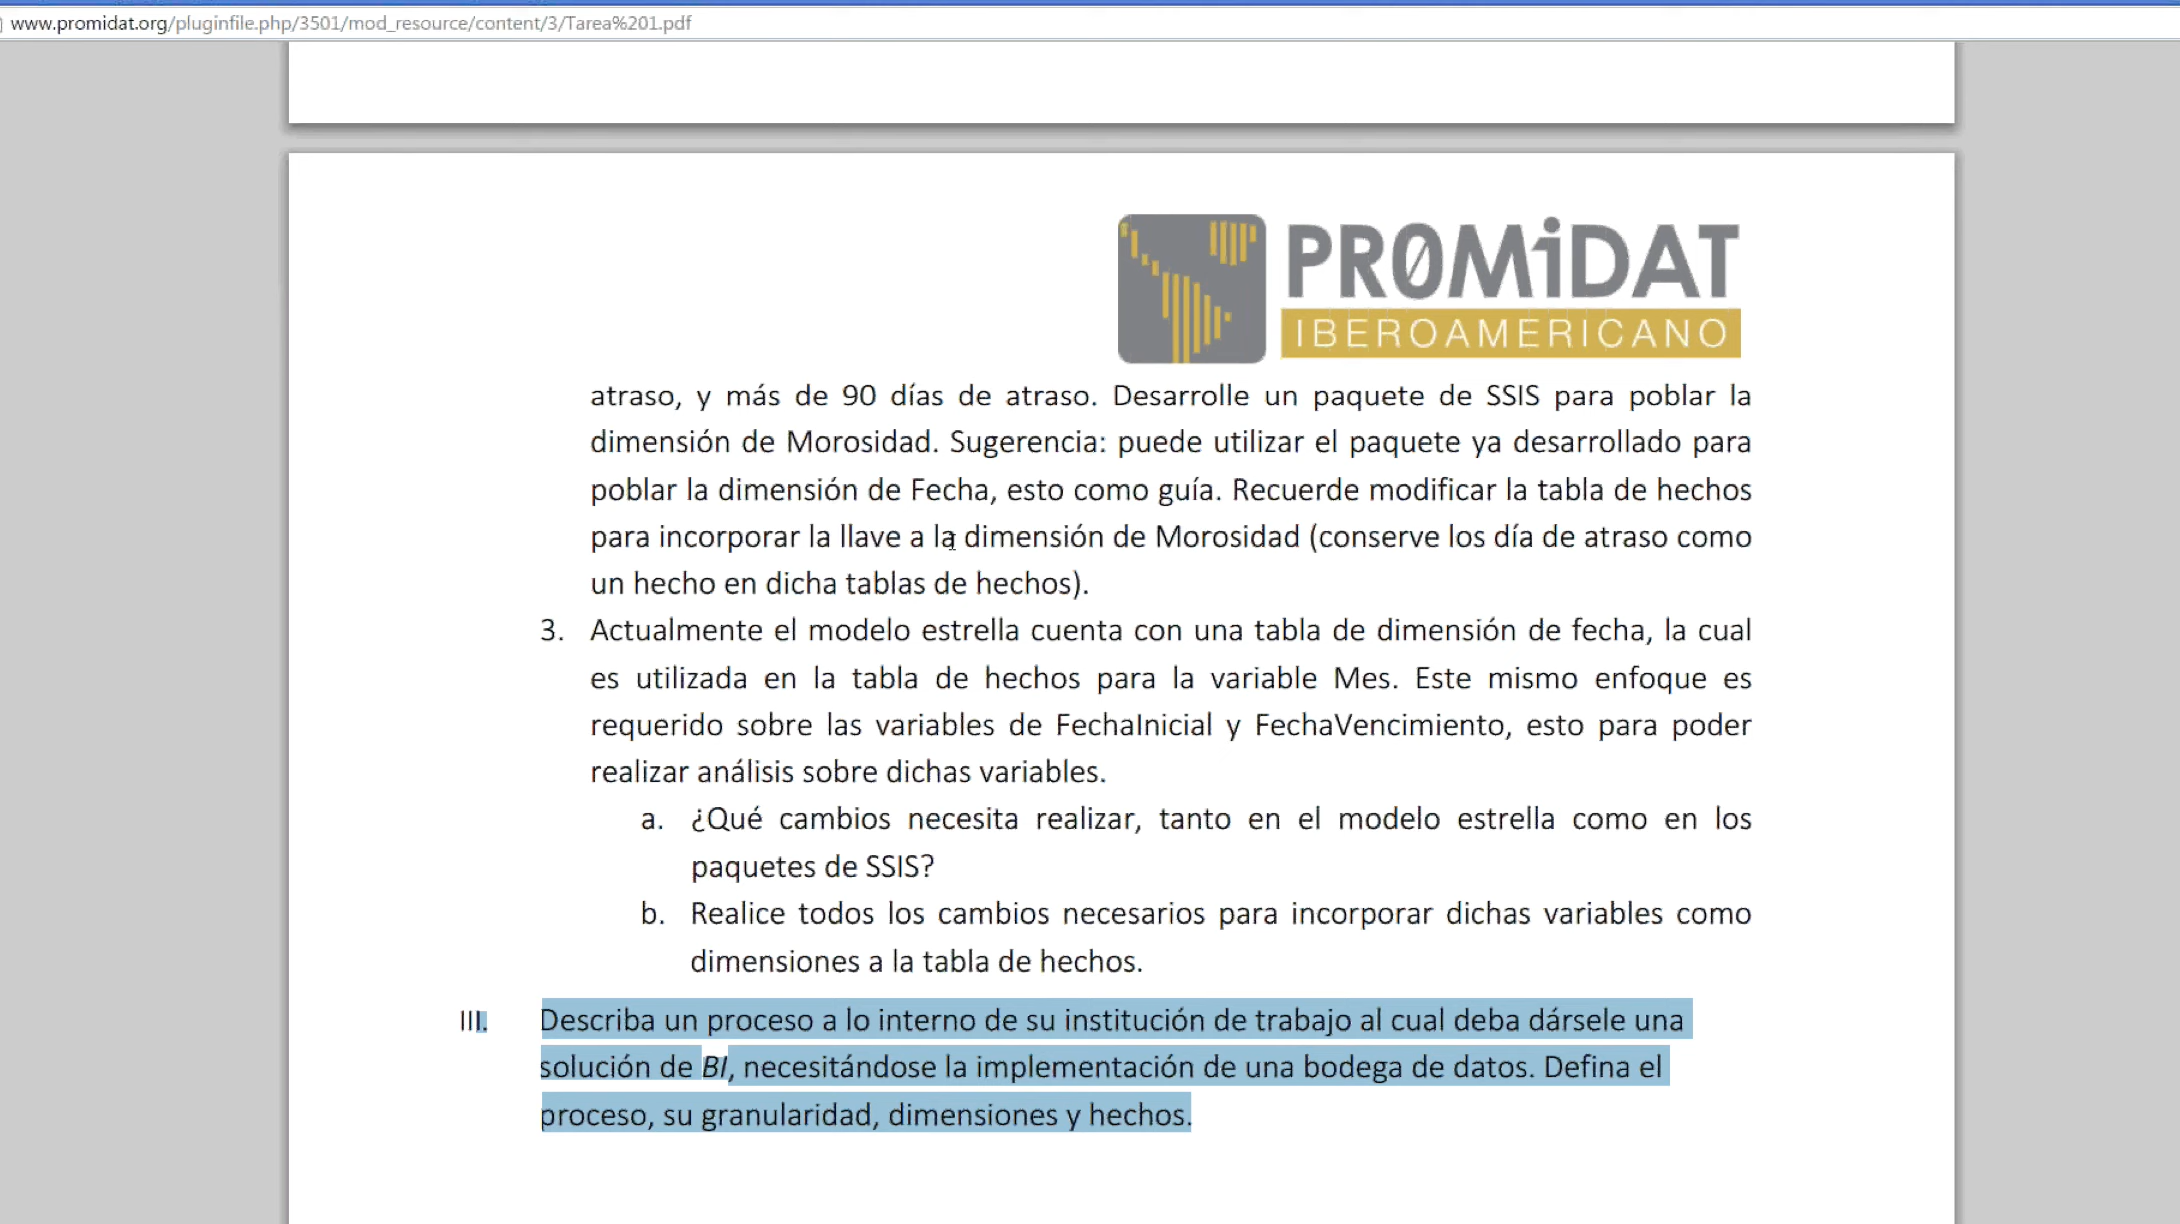 www.promidat.org/pluginfile.php/3501/mod_resource/content/3/Tarea%201.pdf
PR0MiDAT
IBEROAMERICANO
atraso, y más de 90 días de atraso. Desarrolle un paquete de SSIS para poblar la
dimensión de Morosidad. Sugerencia: puede utilizar el paquete ya desarrollado para
poblar la dimensión de Fecha, esto como guía. Recuerde modificar la tabla de hechos
para incorporar la llave a la dimensión de Morosidad (conserve los día de atraso como
un hecho en dicha tablas de hechos).
3. Actualmente el modelo estrella cuenta con una tabla de dimensión de fecha, la cual
es utilizada en la tabla de hechos para la variable Mes. Este mismo enfoque es
requerido sobre las variables de FechaInicial y FechaVencimiento, esto para poder
realizar análisis sobre dichas variables.
a. ¿Qué cambios necesita realizar, tanto en el modelo estrella como en los
paquetes de SSIS?
b. Realice todos los cambios necesarios para incorporar dichas variables como
dimensiones a la tabla de hechos.
III. Describa un proceso a lo interno de su institución de trabajo al cual deba dársele una
solución de BI, necesitándose la implementación de una bodega de datos. Defina el
proceso, su granularidad, dimensiones y hechos.